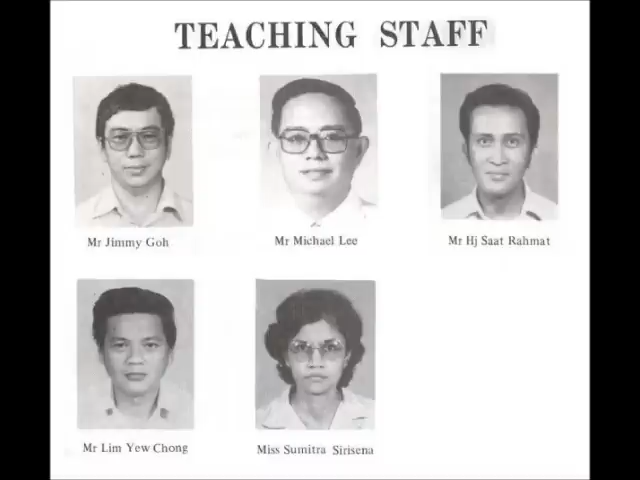 TEACHING STAFF
Mr Jimmy Goh
Mr Michael Lee
Mr Hj Saat Rahmat
Mr Lim Yew Chong
Miss Sumitra Sirisena